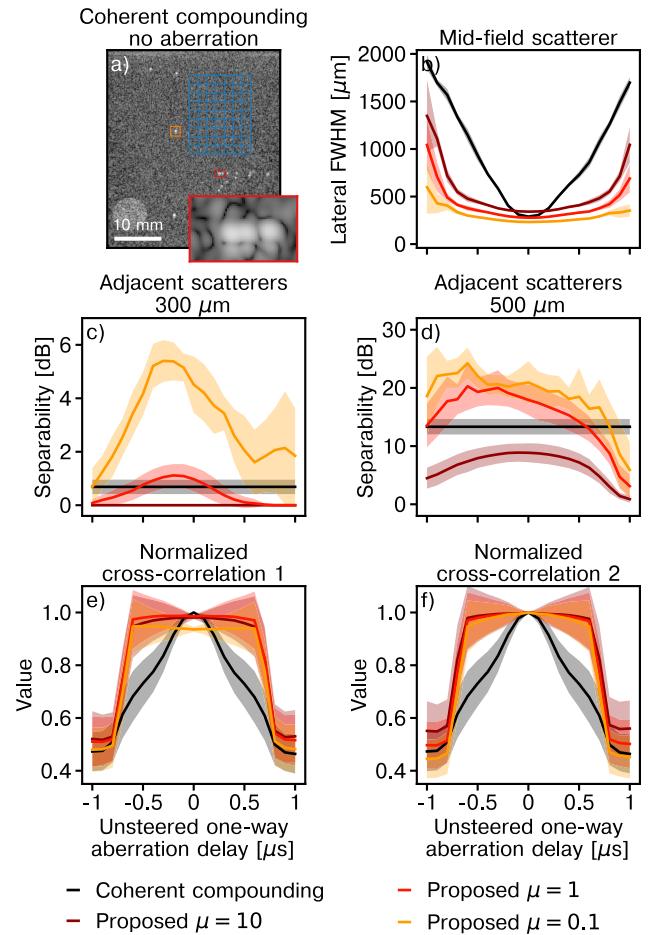 Coherent compounding
no aberration
a)
10 mm
Mid-field scatterer
b)
Lateral FWHM [μm]
2000
1500
1000
500
0
Adjacent scatterers
300 μm
c)
Separability [dB]
6
4
2
0
Adjacent scatterers
500 μm
d)
Separability [dB]
30
20
10
0
Normalized
cross-correlation 1
e)
Value
1.0
0.8
0.6
0.4
-1 -0.5 0 0.5 1
Unsteered one-way
aberration delay [μs]
Normalized
cross-correlation 2
f)
Value
1.0
0.8
0.6
0.4
-1 -0.5 0 0.5 1
Unsteered one-way
aberration delay [μs]
Coherent compounding
Proposed μ = 10
Proposed μ = 1
Proposed μ = 0.1